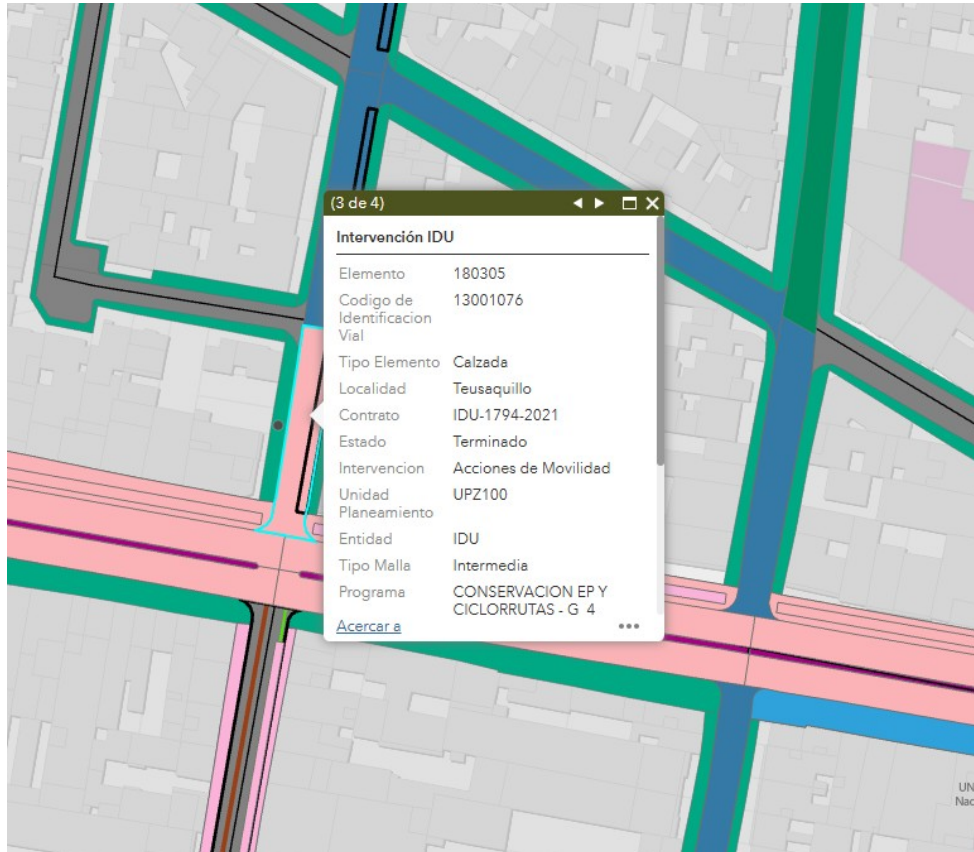 (3 de 4)
Intervención IDU
Elemento 180305
Codigo de Identificacion Vial 13001076
Tipo Elemento Calzada
Localidad Teusaquillo
Contrato IDU-1794-2021
Estado Terminado
Intervencion Acciones de Movilidad
Unidad Planeamiento UPZ100
Entidad IDU
Tipo Malla Intermedia
Programa CONSERVACION EP Y CICLORRUTAS - G 4
Acercar a
UN
Nac